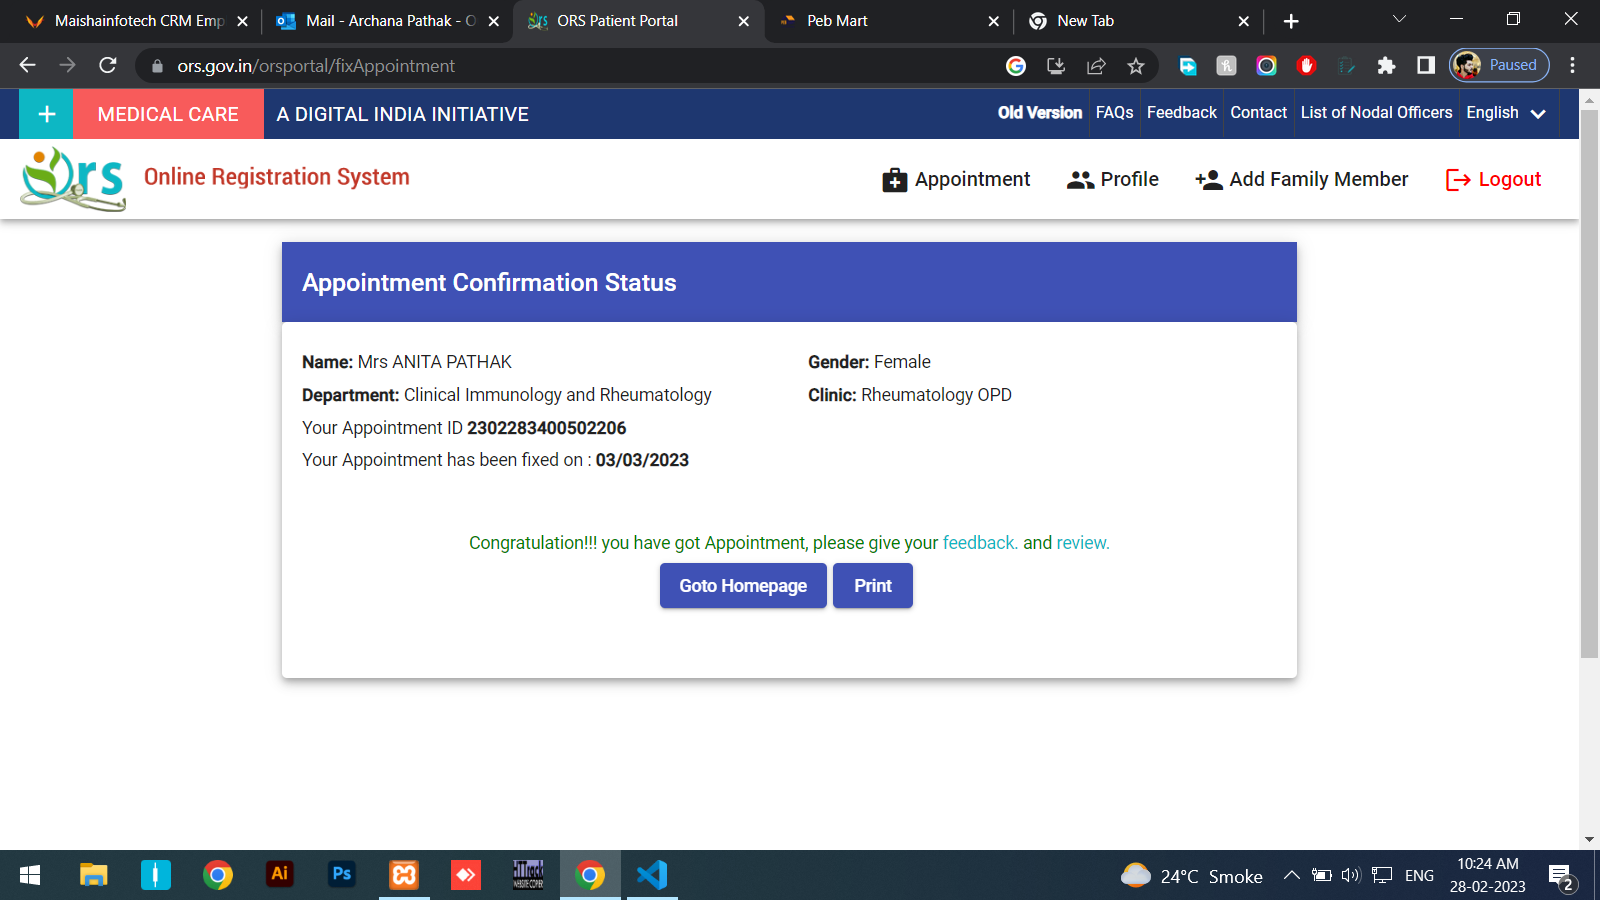 Maishainfotech CRM Emp
Mail - Archana Pathak - O
ORS Patient Portal
Peb Mart
New Tab
ors.gov.in/orsportal/fixAppointment
Paused
MEDICAL CARE
A DIGITAL INDIA INITIATIVE
Old Version
FAQs
Feedback
Contact
List of Nodal Officers
English
Ors
Online Registration System
Appointment
Profile
Add Family Member
Logout
Appointment Confirmation Status
Name: Mrs ANITA PATHAK
Gender: Female
Department: Clinical Immunology and Rheumatology
Clinic: Rheumatology OPD
Your Appointment ID 2302283400502206
Your Appointment has been fixed on : 03/03/2023
Congratulation!!! you have got Appointment, please give your feedback. and review.
Goto Homepage
Print
Ai
Ps
HTTrack
WEBSITE COPIER
24°C Smoke
ENG
10:24 AM
28-02-2023
2